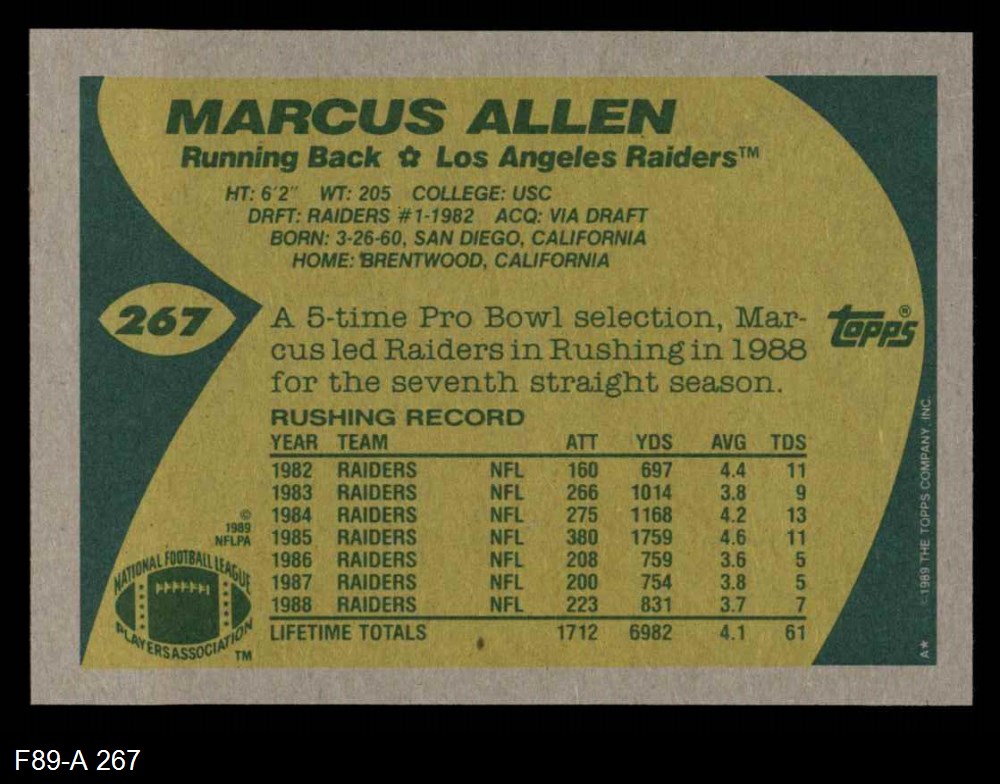 MARCUS ALLEN
Running Back ✿ Los Angeles Raiders™
HT: 6'2" WT: 205 COLLEGE: USC
DRFT: RAIDERS #1-1982 ACQ: VIA DRAFT
BORN: 3-26-60, SAN DIEGO, CALIFORNIA
HOME: BRENTWOOD, CALIFORNIA
267
A 5-time Pro Bowl selection, Mar-
cus led Raiders in Rushing in 1988
for the seventh straight season.
topps®
RUSHING RECORD
YEAR TEAM ATT YDS AVG TDS
1982 RAIDERS NFL 160 697 4.4 11
1983 RAIDERS NFL 266 1014 3.8 9
1984 RAIDERS NFL 275 1168 4.2 13
1985 RAIDERS NFL 380 1759 4.6 11
1986 RAIDERS NFL 208 759 3.6 5
1987 RAIDERS NFL 200 754 3.8 5
1988 RAIDERS NFL 223 831 3.7 7
LIFETIME TOTALS 1712 6982 4.1 61
©
1989
NFLPA
NATIONAL FOOTBALL LEAGUE
PLAYERS ASSOCIATION
TM
A* ©1989 THE TOPPS COMPANY, INC.
F89-A 267